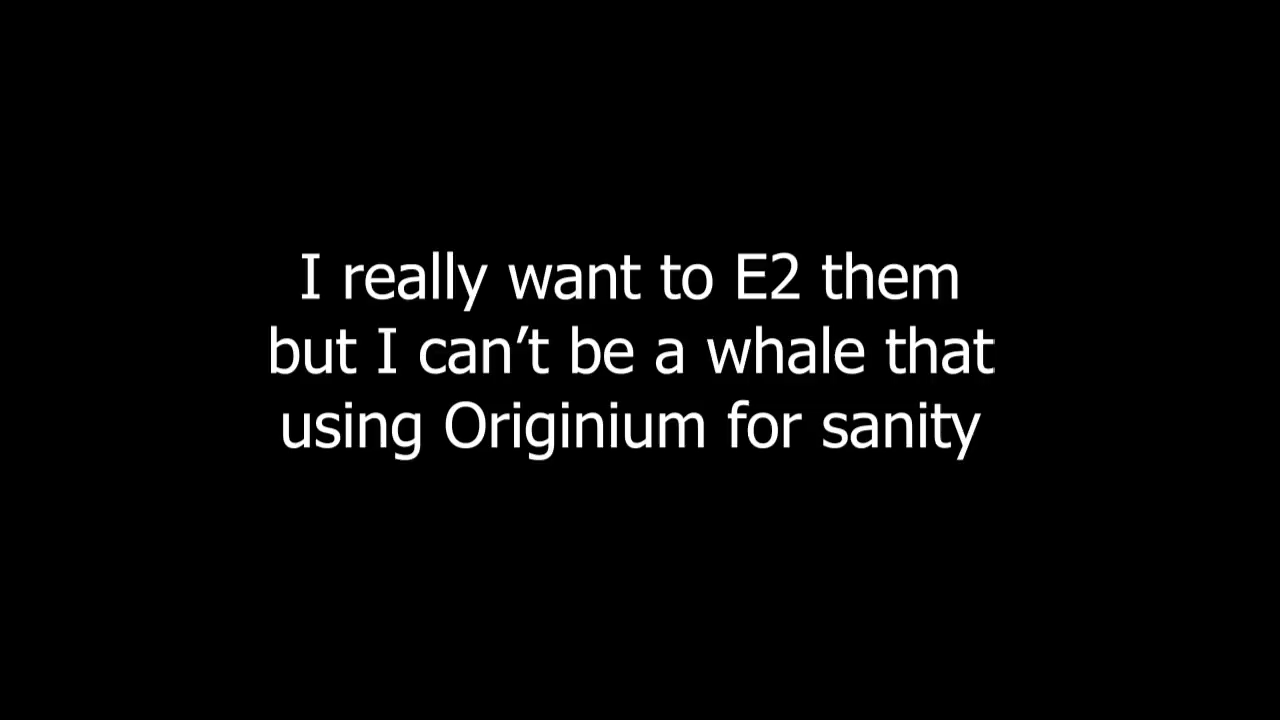 I really want to E2 them
but I can’t be a whale that
using Originium for sanity